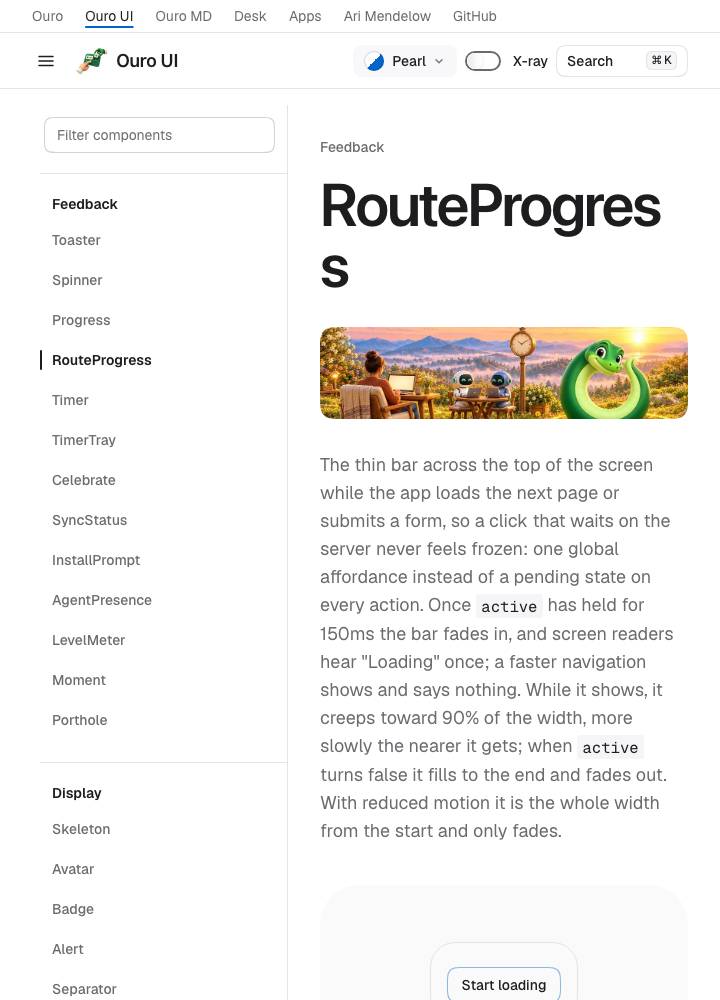 Ouro Ouro UI Ouro MD Desk Apps Ari Mendelow GitHub
Ouro UI Pearl X-ray Search ⌘ K
Filter components
Feedback
Toaster
Spinner
Progress
RouteProgress
Timer
TimerTray
Celebrate
SyncStatus
InstallPrompt
AgentPresence
LevelMeter
Moment
Porthole
Display
Skeleton
Avatar
Badge
Alert
Separator
Feedback
RouteProgres
s
The thin bar across the top of the screen
while the app loads the next page or
submits a form, so a click that waits on the
server never feels frozen: one global
affordance instead of a pending state on
every action. Once active has held for
150ms the bar fades in, and screen readers
hear "Loading" once; a faster navigation
shows and says nothing. While it shows, it
creeps toward 90% of the width, more
slowly the nearer it gets; when active
turns false it fills to the end and fades out.
With reduced motion it is the whole width
from the start and only fades.
Start loading